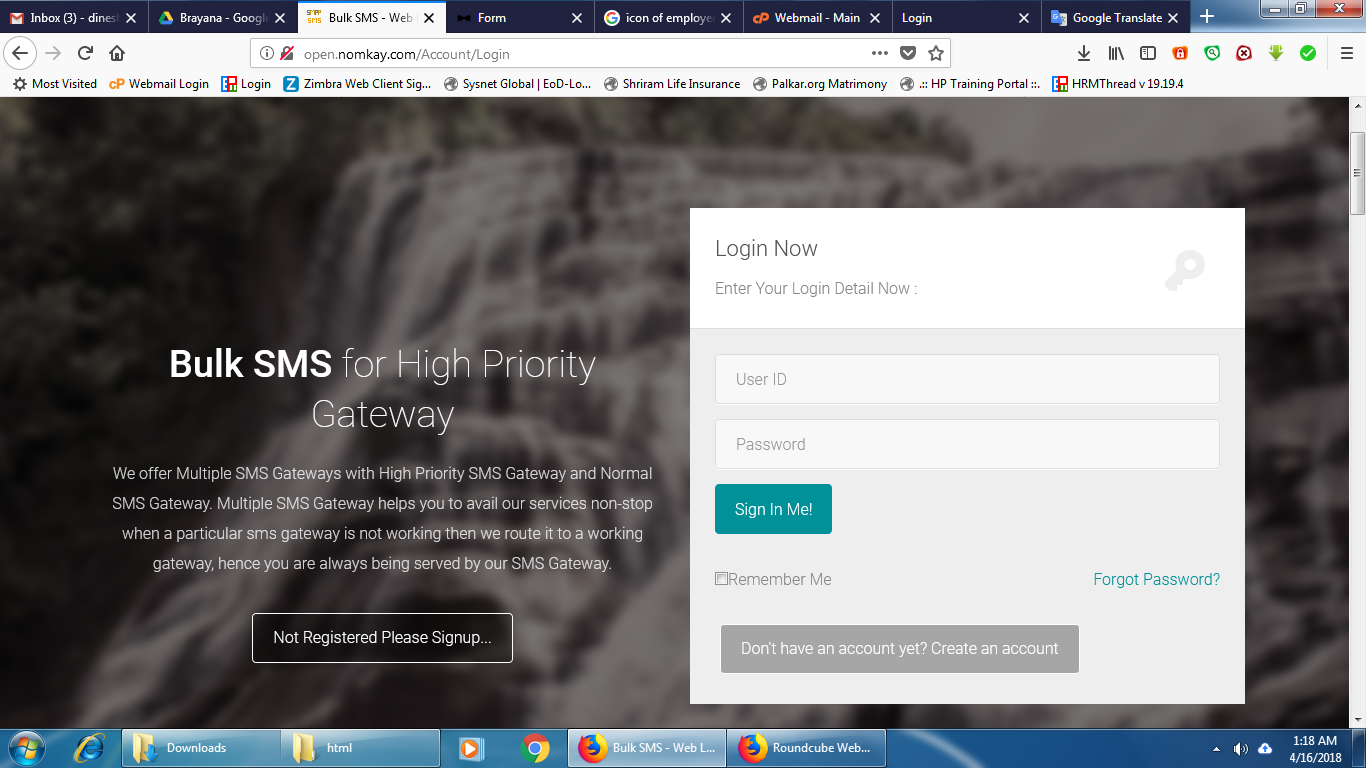 Inbox (3) - dinesh
Brayana - Google
SMPP SMS
Bulk SMS - Web L
Form
icon of employee
cP Webmail - Main
Login
Google Translate
open.nomkay.com/Account/Login
Most Visited
cP Webmail Login
Login
Z Zimbra Web Client Sig...
Sysnet Global | EoD-Lo...
Shriram Life Insurance
Palkar.org Matrimony
.:: HP Training Portal ::.
HRMThread v 19.19.4
Login Now
Enter Your Login Detail Now :
Bulk SMS for High Priority
Gateway
We offer Multiple SMS Gateways with High Priority SMS Gateway and Normal
SMS Gateway. Multiple SMS Gateway helps you to avail our services non-stop
when a particular sms gateway is not working then we route it to a working
gateway, hence you are always being served by our SMS Gateway.
Not Registered Please Signup...
User ID
Password
Sign In Me!
Remember Me
Forgot Password?
Don't have an account yet? Create an account
Downloads
html
Bulk SMS - Web L...
Roundcube Web...
1:18 AM
4/16/2018